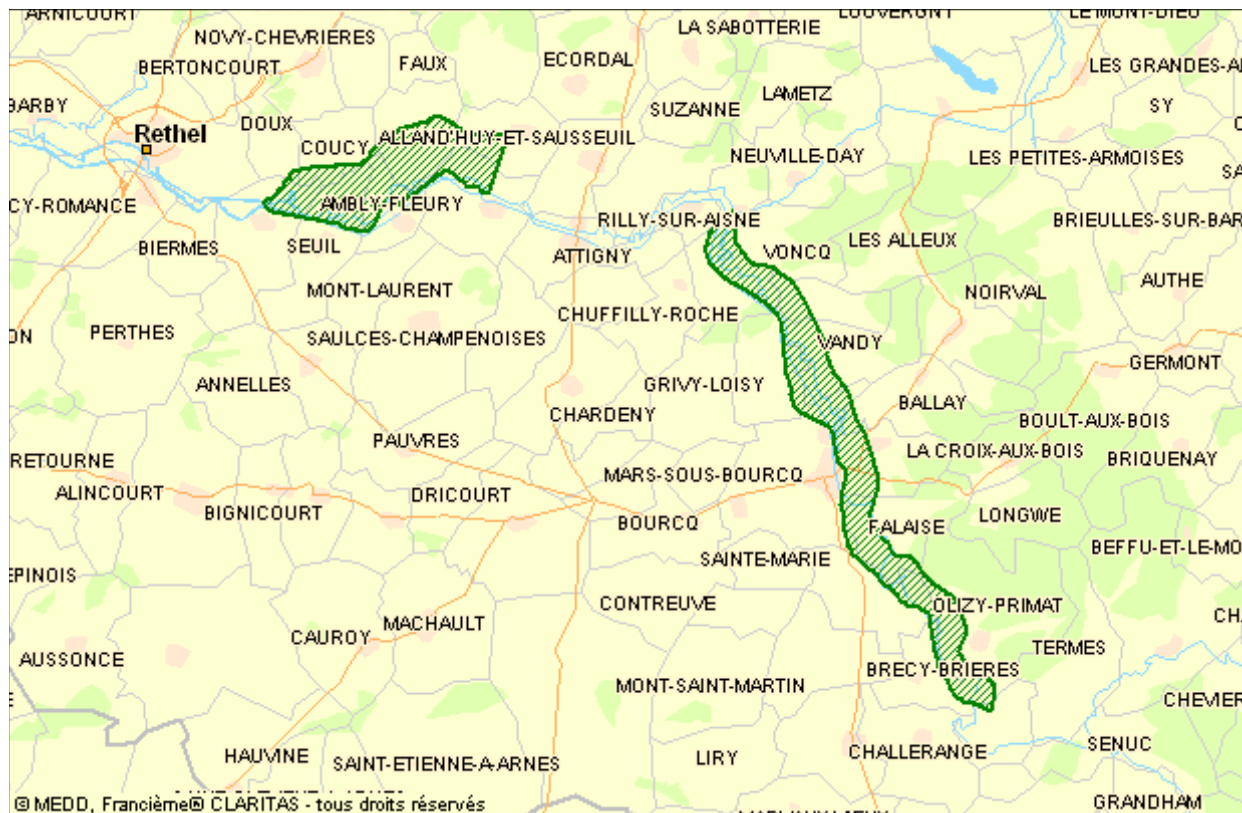 ARNICOURT
LOUVERGNY
LE MONT-DIEU
LA SABOTTERIE
NOVY-CHEVRIÈRES
ECORDAL
FAUX
BERTONCOURT
LES GRANDES-A
BARBY
LAMETZ
SY
SUZANNE
DOUX
Rethel
ALLAND'HUY-ET-SAUSSEUIL
COUCY
NEUVILLE-DAY
LES PETITES-ARMOISES
SA
CY-ROMANCE
AMBLY-FLEURY
RILLY-SUR-AISNE
BRIEULLES-SUR-BAR
BIERMES
SEUIL
LES ALLEUX
VONCQ
ATTIGNY
AUTHE
MONT-LAURENT
NOIRVAL
CHUFFILLY-ROCHE
PERTHES
ON
SAULCES-CHAMPENOISES
VANDY
GERMONT
ANNELLES
GRIVY-LOISY
BALLAY
CHARDENY
BOULT-AUX-BOIS
PAUVRES
LA CROIX-AUX-BOIS
RETOURNE
BRIQUENAY
MARS-SOUS-BOURCQ
ALINCOURT
DRICOURT
BIGNICOURT
LONGWE
BOURCQ
FALAISE
BEFFU-ET-LE-MO
SAINTE-MARIE
EPINOIS
CONTREUVE
OLIZY-PRIMAT
CHA
MACHAULT
CAUROY
TERMES
AUSSONCE
BRECY-BRIERES
MONT-SAINT-MARTIN
CHEVIER
CHALLERANGE
SENUC
HAUVINE
LIRY
SAINT-ETIENNE-A-ARNES
GRANDHAM
© MEDD, Francième® CLARITAS - tous droits réservés